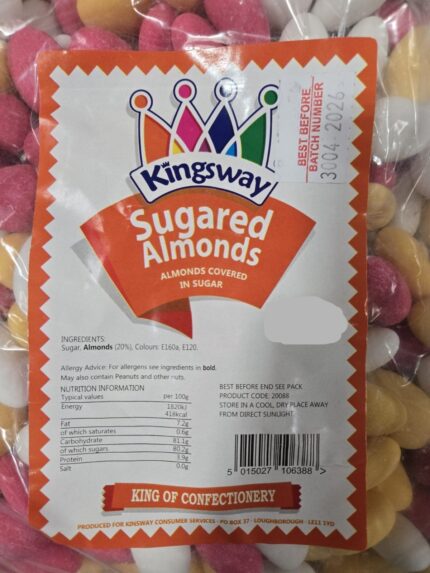 BEST BEFORE
BATCH NUMBER
3004 2026
Kingsway
Sugared
Almonds
ALMONDS COVERED
IN SUGAR
INGREDIENTS:
Sugar, Almonds (20%), Colours: E160a, E120.
Allergy Advice: For allergens see ingredients in bold.
May also contain Peanuts and other nuts.
NUTRITION INFORMATION
Typical values per 100g
Energy 1820kJ
418kcal
Fat 7.2g
of which saturates 0.6g
Carbohydrate 81.1g
of which sugars 80.2g
Protein 3.9g
Salt 0.0g
BEST BEFORE END SEE PACK
PRODUCT CODE: 20088
STORE IN A COOL, DRY PLACE AWAY
FROM DIRECT SUNLIGHT
5 015027 106388 >
KING OF CONFECTIONERY
PRODUCED FOR KINSWAY CONSUMER SERVICES · PO BOX 37 · LOUGHBOROUGH · LE11 1YD